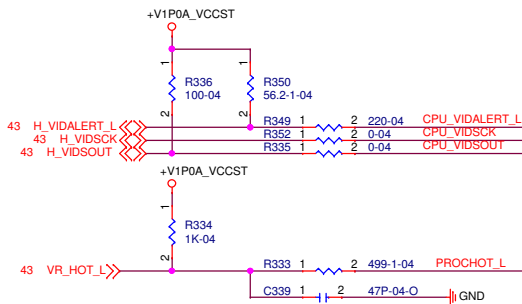 +V1P0A_VCCST
1 1
R336 R350
100-04 56.2-1-04
2 2
43 H_VIDALERT_L R349 1 2 220-04 CPU_VIDALERT_L
43 H_VIDSCK R352 1 2 0-04 CPU_VIDSCK
43 H_VIDSOUT R335 1 2 0-04 CPU_VIDSOUT
+V1P0A_VCCST
1
R334
1K-04
2
43 VR_HOT_L R333 1 2 499-1-04 PROCHOT_L
C339 1 2 47P-04-O GND